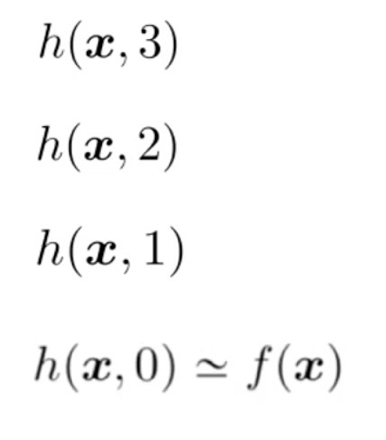 h(𝒙, 3)
h(𝒙, 2)
h(𝒙, 1)
h(𝒙, 0) ≃ f(𝒙)